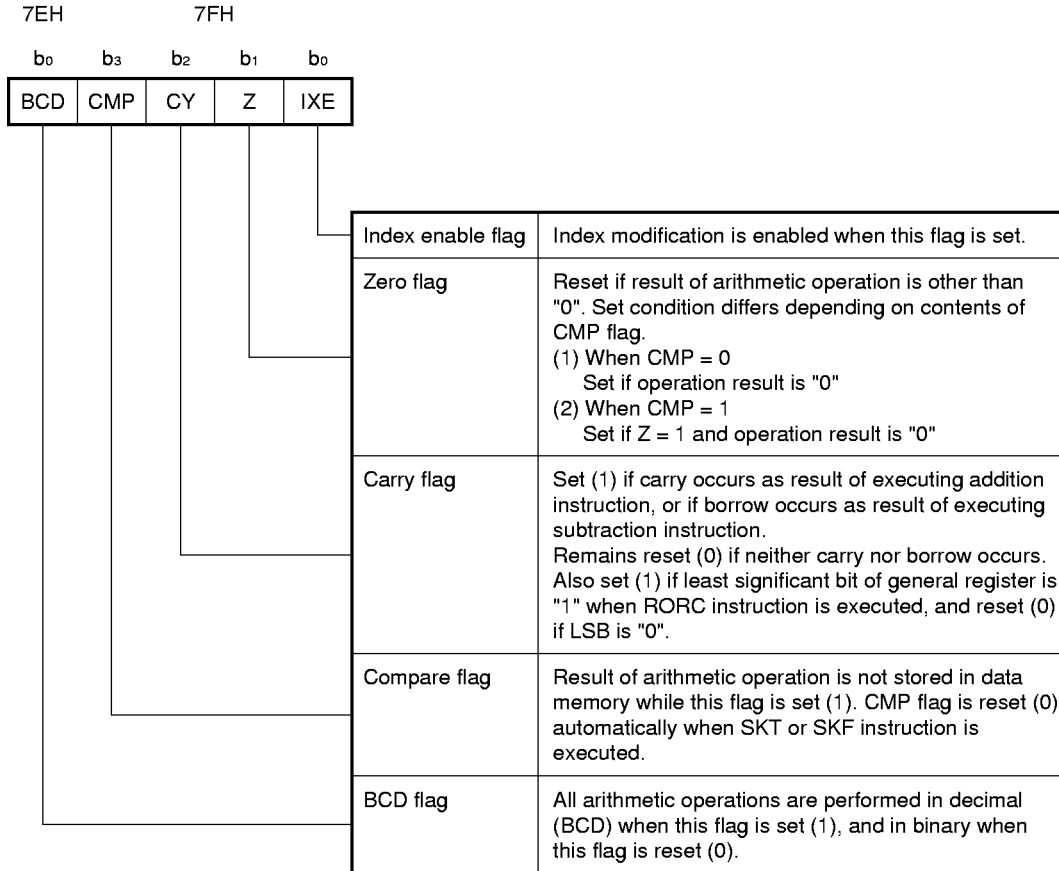 7EH 7FH
b0 b3 b2 b1 b0
BCD CMP CY Z IXE
Index enable flag Index modification is enabled when this flag is set.
Zero flag Reset if result of arithmetic operation is other than
"0". Set condition differs depending on contents of
CMP flag.
(1) When CMP = 0
Set if operation result is "0"
(2) When CMP = 1
Set if Z = 1 and operation result is "0"
Carry flag Set (1) if carry occurs as result of executing addition
instruction, or if borrow occurs as result of executing
subtraction instruction.
Remains reset (0) if neither carry nor borrow occurs.
Also set (1) if least significant bit of general register is
"1" when RORC instruction is executed, and reset (0)
if LSB is "0".
Compare flag Result of arithmetic operation is not stored in data
memory while this flag is set (1). CMP flag is reset (0)
automatically when SKT or SKF instruction is
executed.
BCD flag All arithmetic operations are performed in decimal
(BCD) when this flag is set (1), and in binary when
this flag is reset (0).